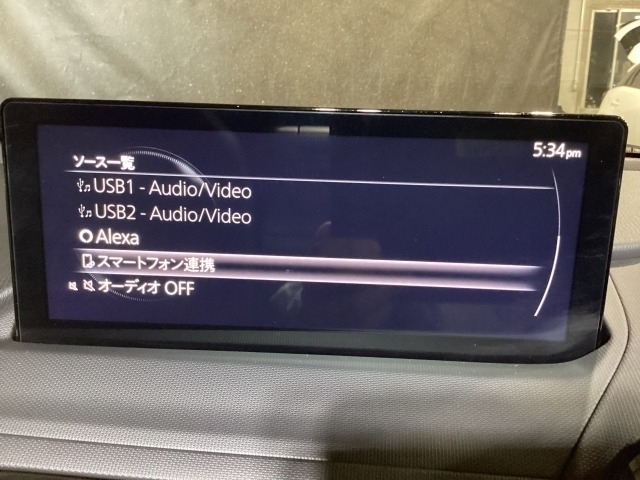 5:34pm
ソース一覧
USB1 - Audio/Video
USB2 - Audio/Video
Alexa
スマートフォン連携
オーディオ OFF